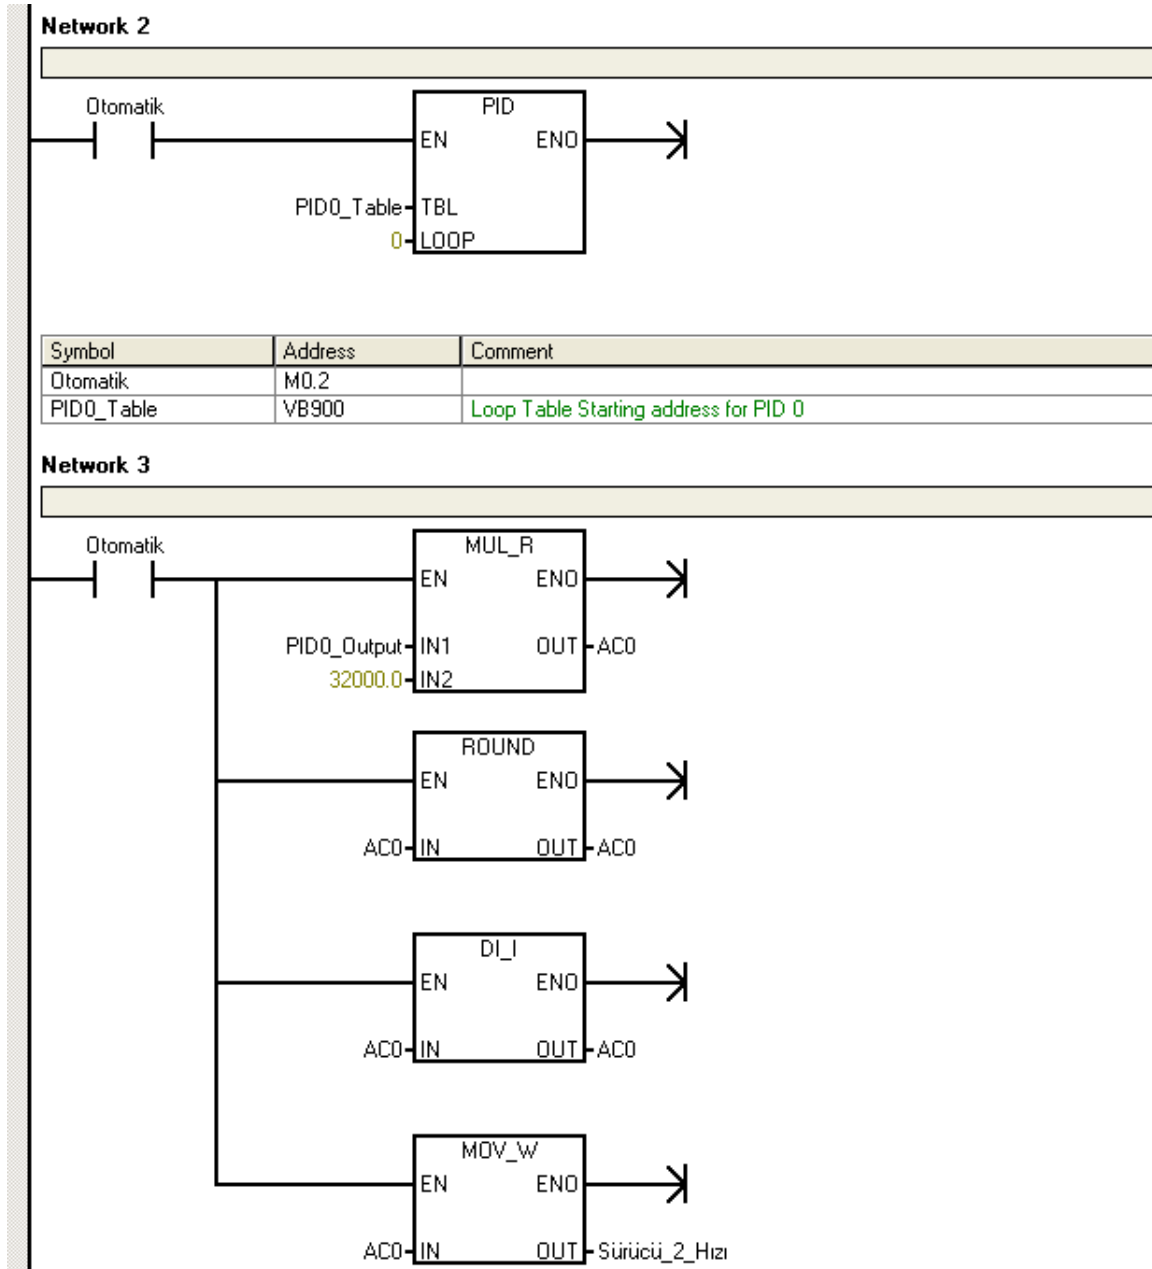 Network 2
Otomatik
PID
EN ENO
PID0_Table TBL
0 LOOP
Symbol Address Comment
Otomatik M0.2
PID0_Table VB900 Loop Table Starting address for PID 0
Network 3
Otomatik
MUL_R
EN ENO
PID0_Output IN1 OUT AC0
32000.0 IN2
ROUND
EN ENO
AC0 IN OUT AC0
DI_I
EN ENO
AC0 IN OUT AC0
MOV_W
EN ENO
AC0 IN OUT Sürücü_2_Hızı